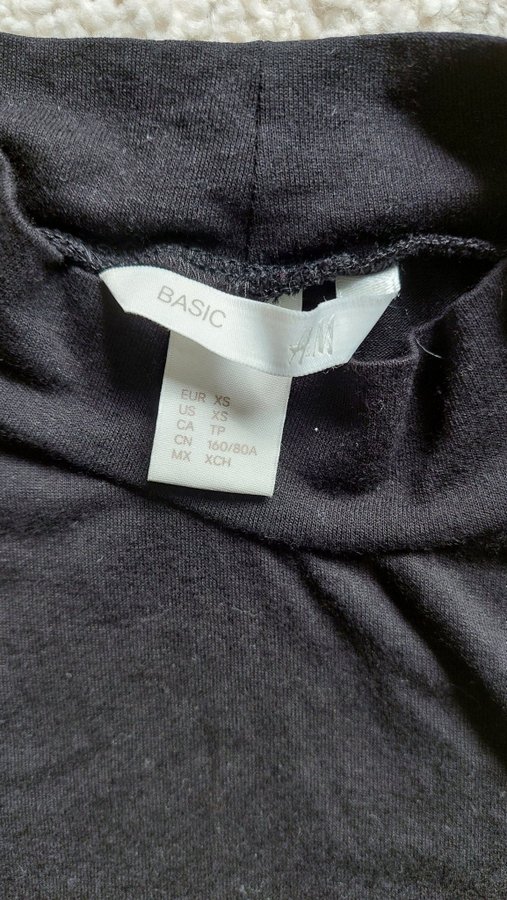 BASIC
H&M
EUR XS
US XS
CA TP
CN 160/80A
MX XCH